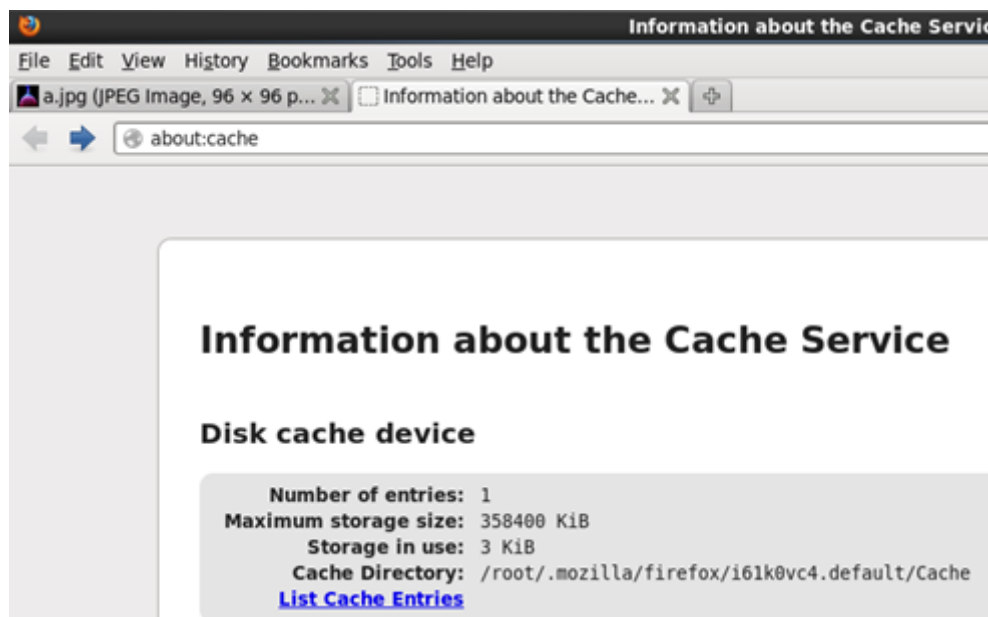 Information about the Cache Servic
File Edit View History Bookmarks Tools Help
a.jpg (JPEG Image, 96 × 96 p... Information about the Cache...
about:cache
Information about the Cache Service
Disk cache device
Number of entries: 1
Maximum storage size: 358400 KiB
Storage in use: 3 KiB
Cache Directory: /root/.mozilla/firefox/i61k0vc4.default/Cache
List Cache Entries